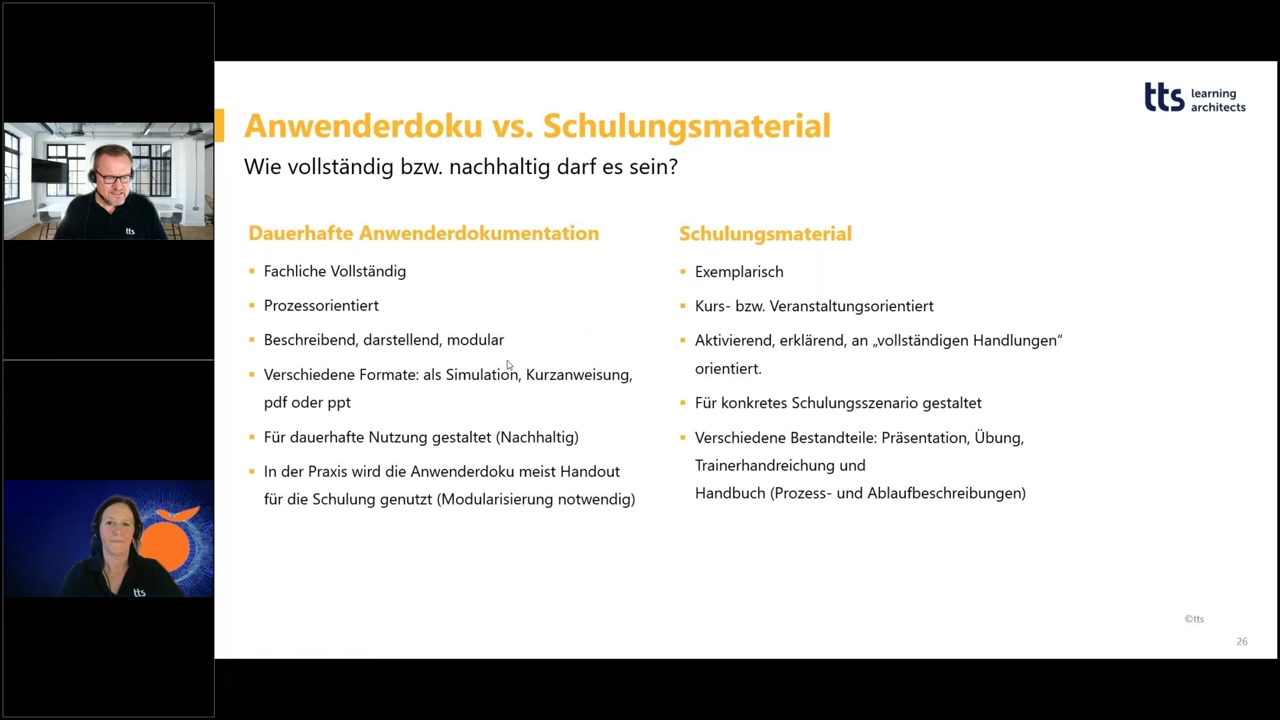 tts learning
architects
Anwenderdoku vs. Schulungsmaterial
Wie vollständig bzw. nachhaltig darf es sein?
Dauerhafte Anwenderdokumentation
Fachliche Vollständig
Prozessorientiert
Beschreibend, darstellend, modular
Verschiedene Formate: als Simulation, Kurzanweisung,
pdf oder ppt
Für dauerhafte Nutzung gestaltet (Nachhaltig)
In der Praxis wird die Anwenderdoku meist Handout
für die Schulung genutzt (Modularisierung notwendig)
Schulungsmaterial
Exemplarisch
Kurs- bzw. Veranstaltungsorientiert
Aktivierend, erklärend, an „vollständigen Handlungen“
orientiert.
Für konkretes Schulungsszenario gestaltet
Verschiedene Bestandteile: Präsentation, Übung,
Trainerhandreichung und
Handbuch (Prozess- und Ablaufbeschreibungen)
©tts
26
tts
tts